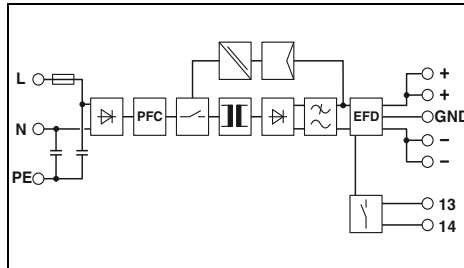 L
+
+
PFC
EFD
GND
N
-
-
PE
13
14